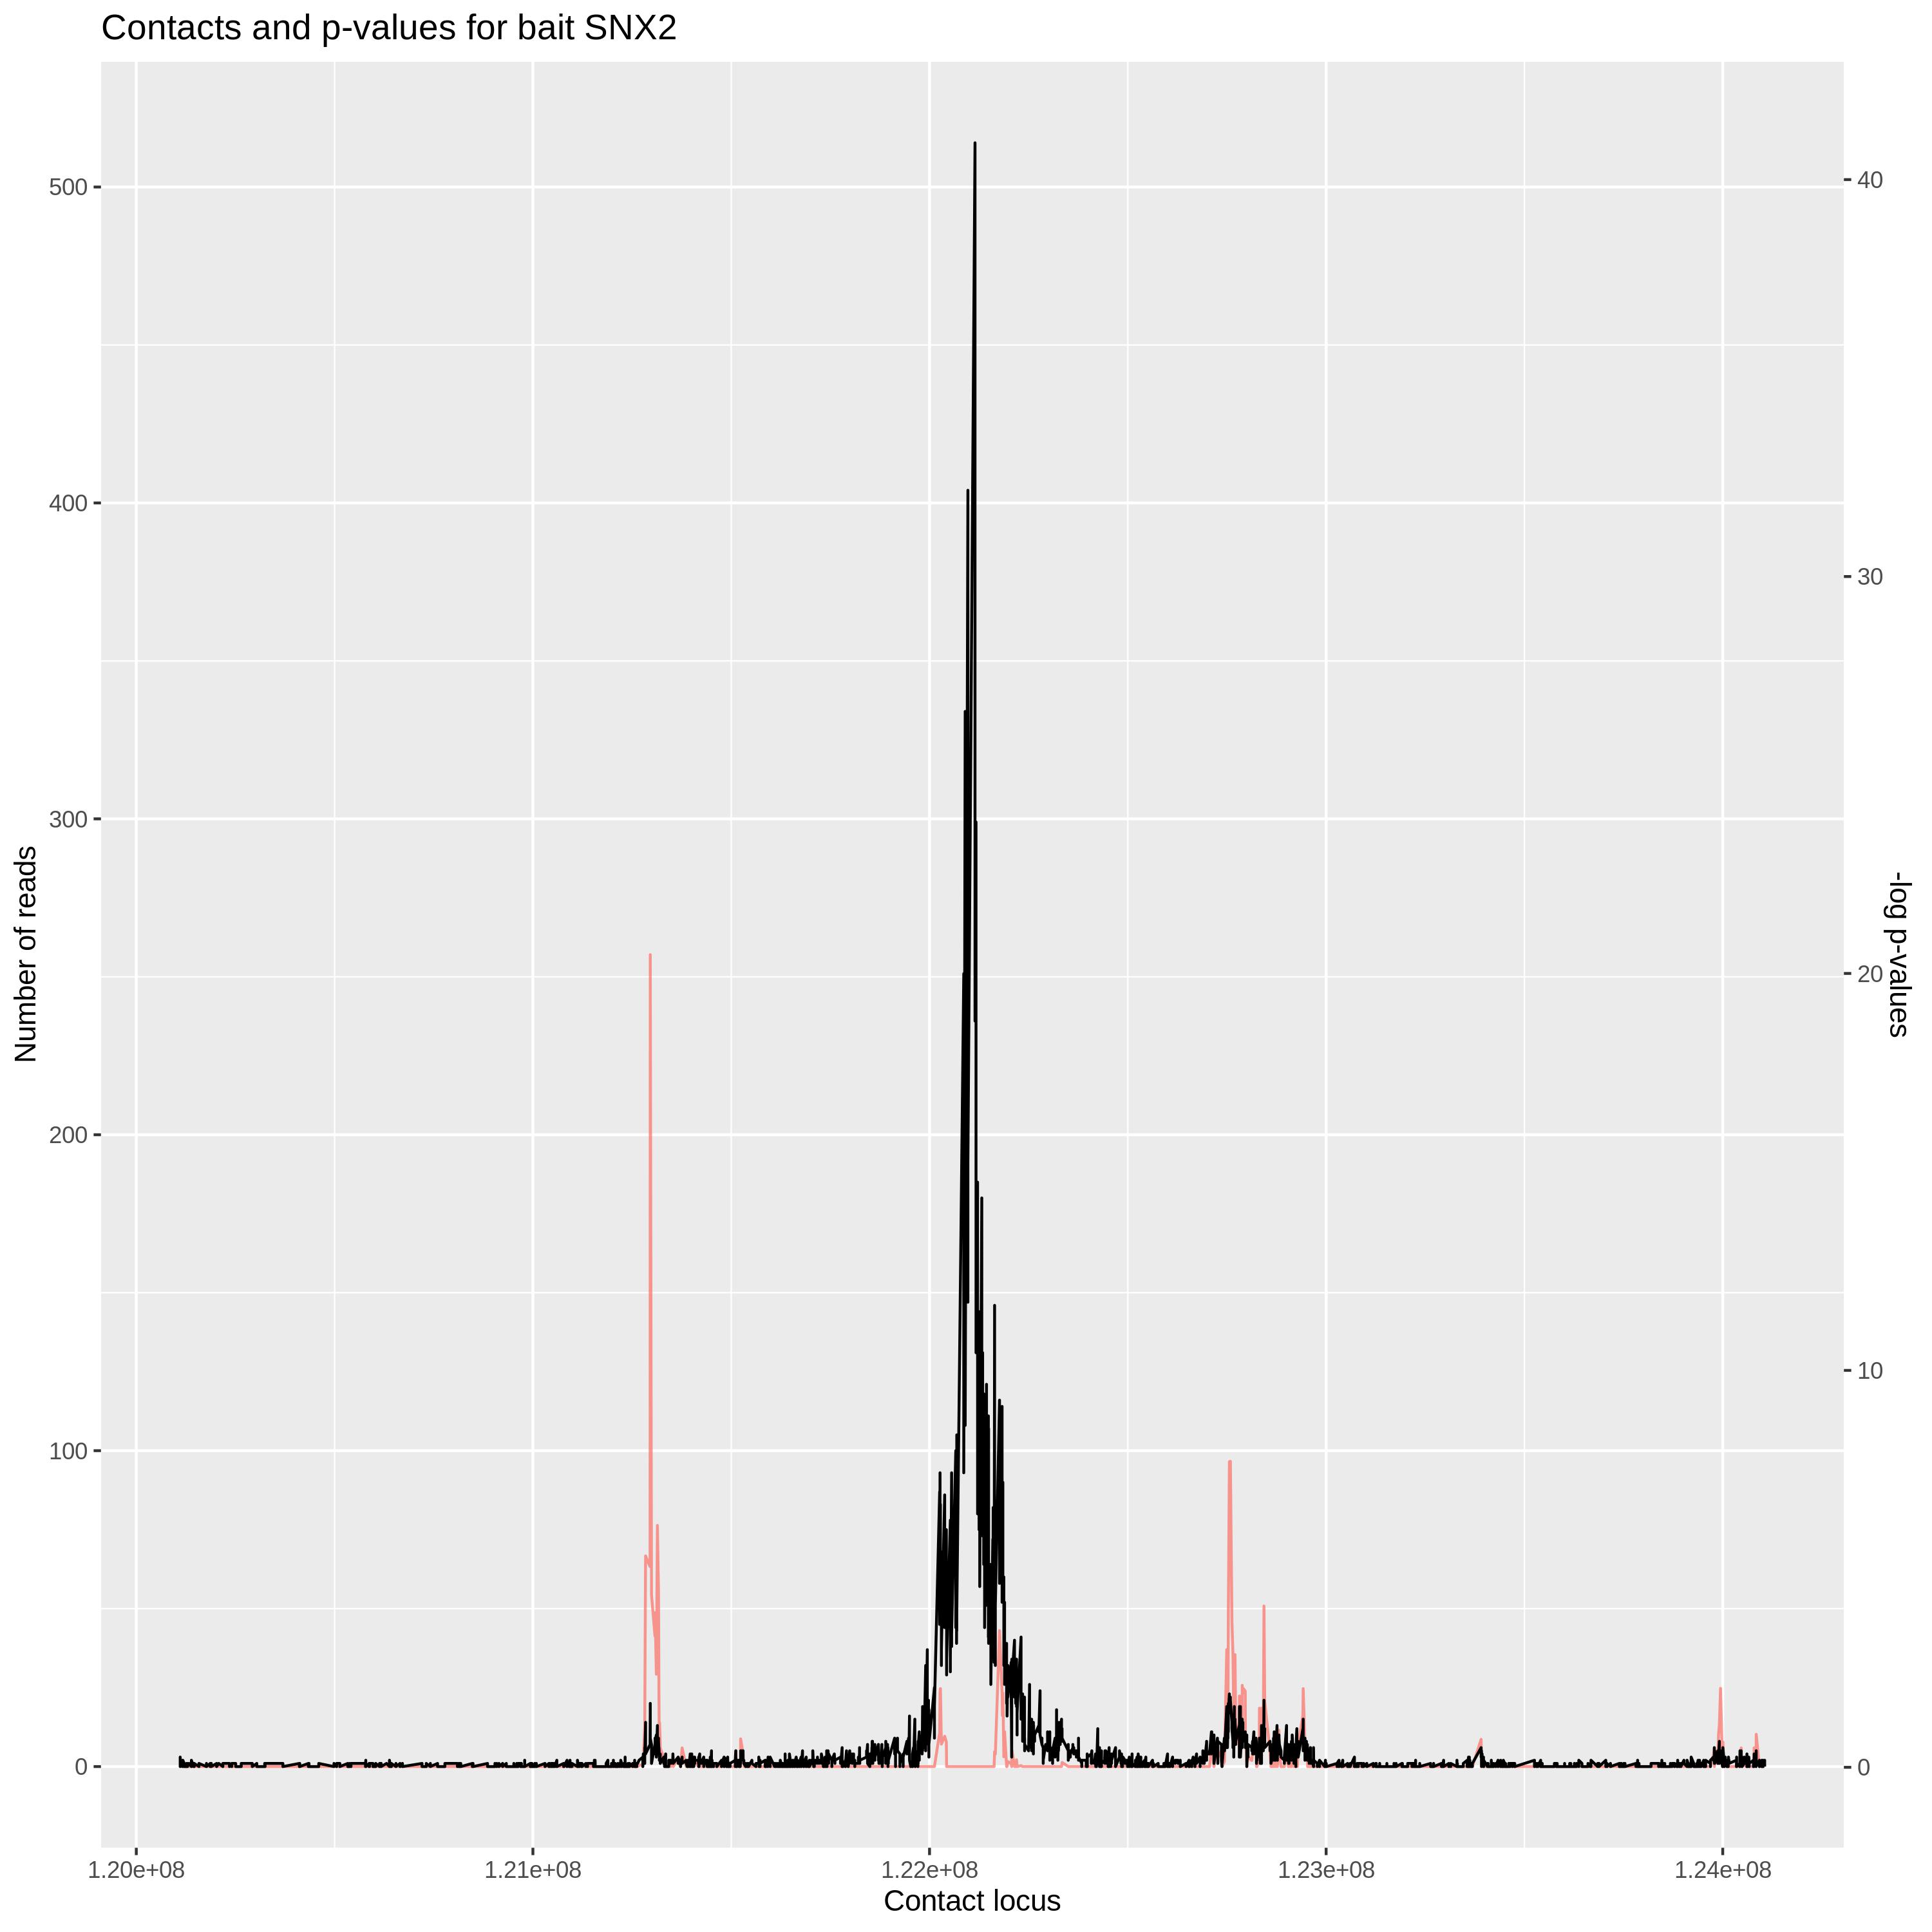 Contacts and p-values for bait SNX2
500
400
300
200
100
0
Number of reads
40
30
20
10
0
-log p-values
1.20e+08
1.21e+08
1.22e+08
1.23e+08
1.24e+08
Contact locus